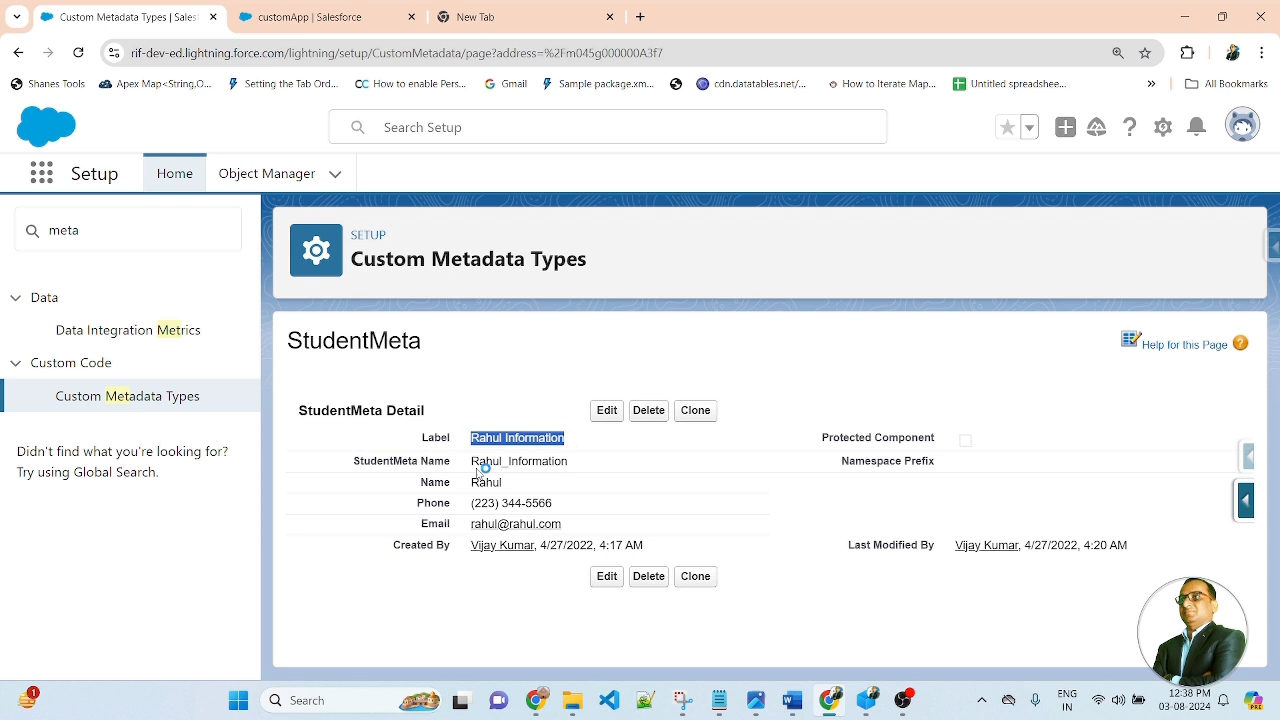 Custom Metadata Types | Sales
customApp | Salesforce
New Tab
rif-dev-ed.lightning.force.com/lightning/setup/CustomMetadata/page?address=%2Fm045g000000A3f7
Shanes Tools
Apex Map<String,O...
Setting the Tab Ord...
CC How to enable Pers...
Gmail
Sample package.xm...
cdn.datatables.net/...
How to Iterate Map...
Untitled spreadshee...
All Bookmarks
Search Setup
Setup
Home
Object Manager
meta
Data
Data Integration Metrics
Custom Code
Custom Metadata Types
Didn't find what you're looking for?
Try using Global Search.
SETUP
Custom Metadata Types
StudentMeta
Help for this Page
StudentMeta Detail
Edit Delete Clone
Label Rahul Information Protected Component
StudentMeta Name Rahul_Information Namespace Prefix
Name Rahul
Phone (223) 344-5566
Email rahul@rahul.com
Created By Vijay Kumar, 4/27/2022, 4:17 AM Last Modified By Vijay Kumar, 4/27/2022, 4:20 AM
Edit Delete Clone
1
Search
ENG
IN
12:38 PM
03-08-2024